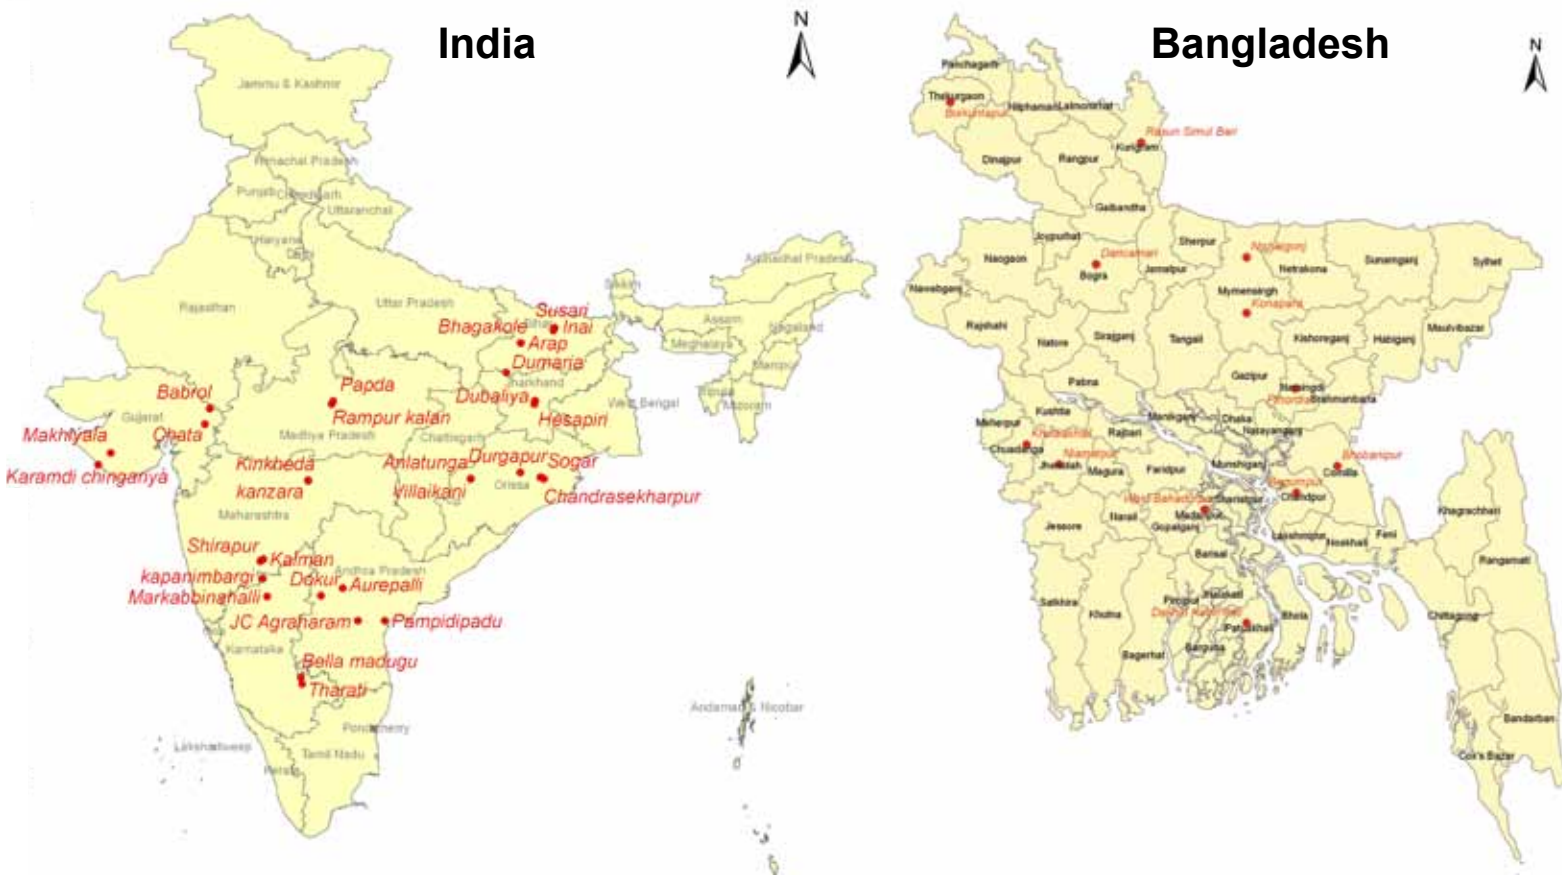 India
N
Jammu & Kashmir
Himachal Pradesh
Punjab
Chandigarh
Uttaranchal
Haryana
Delhi
Rajasthan
Uttar Pradesh
Sikkim
Arunachal Pradesh
Assam
Nagaland
Meghalaya
Manipur
Tripura
Mizoram
Bihar
Susari
Inai
Bhagakole
Arap
Dumaria
Jharkhand
West Bengal
Dubaliya
Hesapiri
Babrol
Gujarat
Chata
Makhiyala
Karamdi chingariya
Papda
Rampur kalan
Madhya Pradesh
Chattisgarh
Kinkheda
kanzara
Maharashtra
Anlatunga
Durgapur
Sogar
Villaikani
Orissa
Chandrasekharpur
Shirapur
Kalman
kapanimbargi
Markabbinahalli
Andhra Pradesh
Dokur
Aurepalli
JC Agraharam
Pampidipadu
Goa
Karnataka
Bella madugu
Tharati
Pondicherry
Lakshadweep
Tamil Nadu
Kerala
Andaman & Nicobar
Bangladesh
N
Panchagarh
Thakurgaon
Nilphamari
Lalmonirhat
Rasun Simul Bari
Kurigram
Dinajpur
Rangpur
Gaibandha
Joypurhat
Naogaon
Bogra
Sherpur
Jamalpur
Netrakona
Sunamganj
Sylhet
Nawabganj
Mymensingh
Konapara
Rajshahi
Natore
Sirajganj
Tangail
Kishoreganj
Habiganj
Maulvibazar
Pabna
Gazipur
Narsingdi
Brahmanbaria
Kushtia
Meherpur
Manikganj
Dhaka
Narayanganj
Chuadanga
Rajbari
Jhenaidah
Niamatpur
Magura
Faridpur
Munshiganj
Bhobanipur
Comilla
Begumpur
Chandpur
Shariatpur
Madaripur
Jessore
Narail
Gopalganj
Lakshmipur
Noakhali
Feni
Khagrachhari
Barisal
Rangamati
Satkhira
Khulna
Pirojpur
Jhalokati
Bhola
Patuakhali
Chittagong
Bagerhat
Barguna
Bandarban
Cox's Bazar